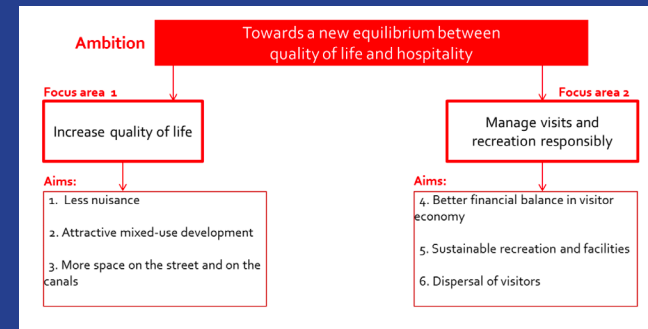 Ambition
Towards a new equilibrium between
quality of life and hospitality
Focus area 1
Increase quality of life
Aims:
1. Less nuisance
2. Attractive mixed-use development
3. More space on the street and on the
canals
Focus area 2
Manage visits and
recreation responsibly
Aims:
4. Better financial balance in visitor
economy
5. Sustainable recreation and facilities
6. Dispersal of visitors